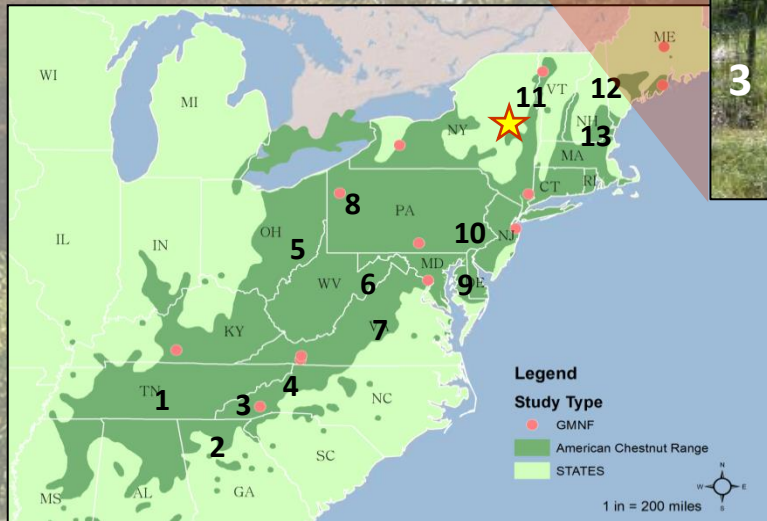 WI
MI
ME
VT
11
12
3
NY
NH
13
MA
CT
RI
8
PA
10
NJ
IL
IN
OH
5
MD
WV
6
9
DE
KY
7
VA
4
TN
1
3
NC
2
SC
MS
AL
GA
Legend
Study Type
GMNF
American Chestnut Range
STATES
1 in = 200 miles
N
W
E
S